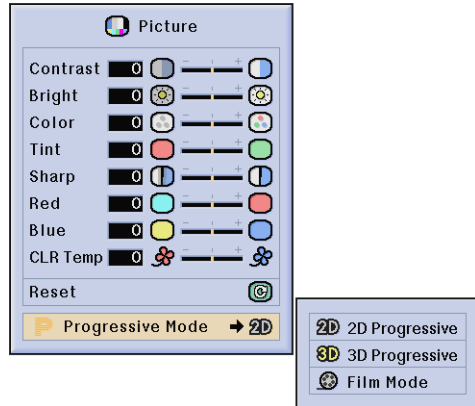 Picture
Contrast 0
Bright 0
Color 0
Tint 0
Sharp 0
Red 0
Blue 0
CLR Temp 0
Reset
P Progressive Mode 2D
2D 2D Progressive
3D 3D Progressive
Film Mode